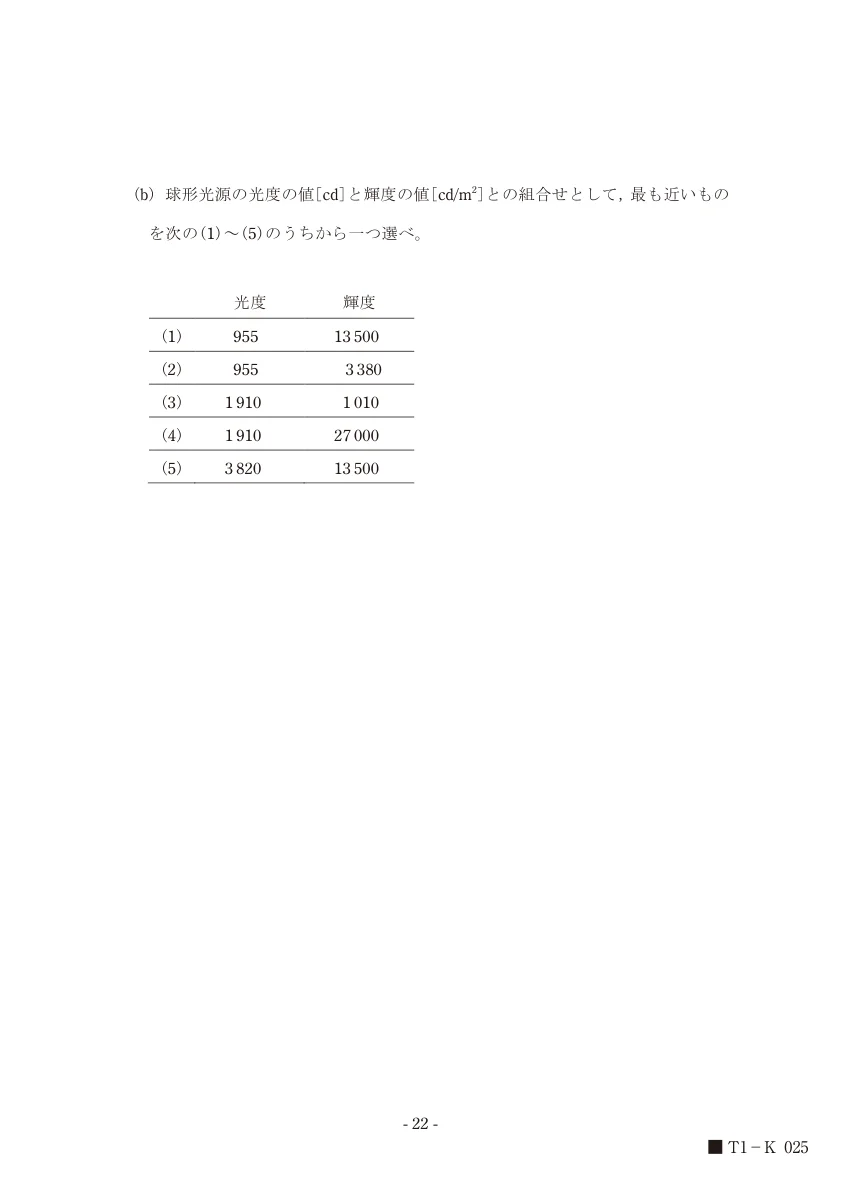 (b) 球形光源の光度の値[cd]と輝度の値[cd/m²]との組合せとして，最も近いもの
を次の(1)～(5)のうちから一つ選べ。
光度 輝度
(1) 955 13 500
(2) 955 3 380
(3) 1 910 1 010
(4) 1 910 27 000
(5) 3 820 13 500
- 22 -
■ T1－K 025